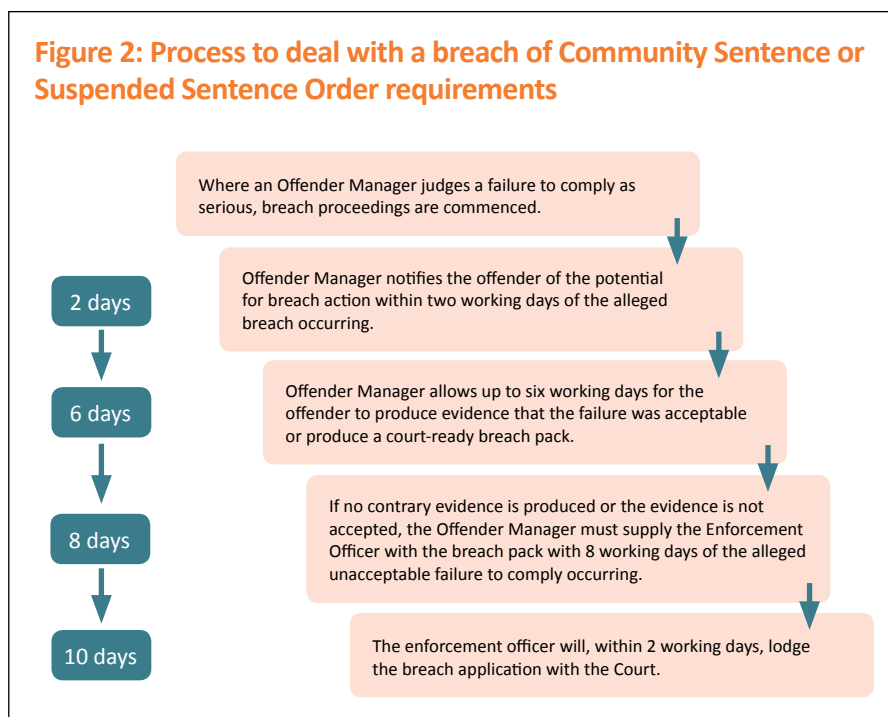 Figure 2: Process to deal with a breach of Community Sentence or
Suspended Sentence Order requirements
Where an Offender Manager judges a failure to comply as
serious, breach proceedings are commenced.
2 days
Offender Manager notifies the offender of the potential
for breach action within two working days of the alleged
breach occurring.
6 days
Offender Manager allows up to six working days for the
offender to produce evidence that the failure was acceptable
or produce a court-ready breach pack.
8 days
If no contrary evidence is produced or the evidence is not
accepted, the Offender Manager must supply the Enforcement
Officer with the breach pack with 8 working days of the alleged
unacceptable failure to comply occurring.
10 days
The enforcement officer will, within 2 working days, lodge
the breach application with the Court.